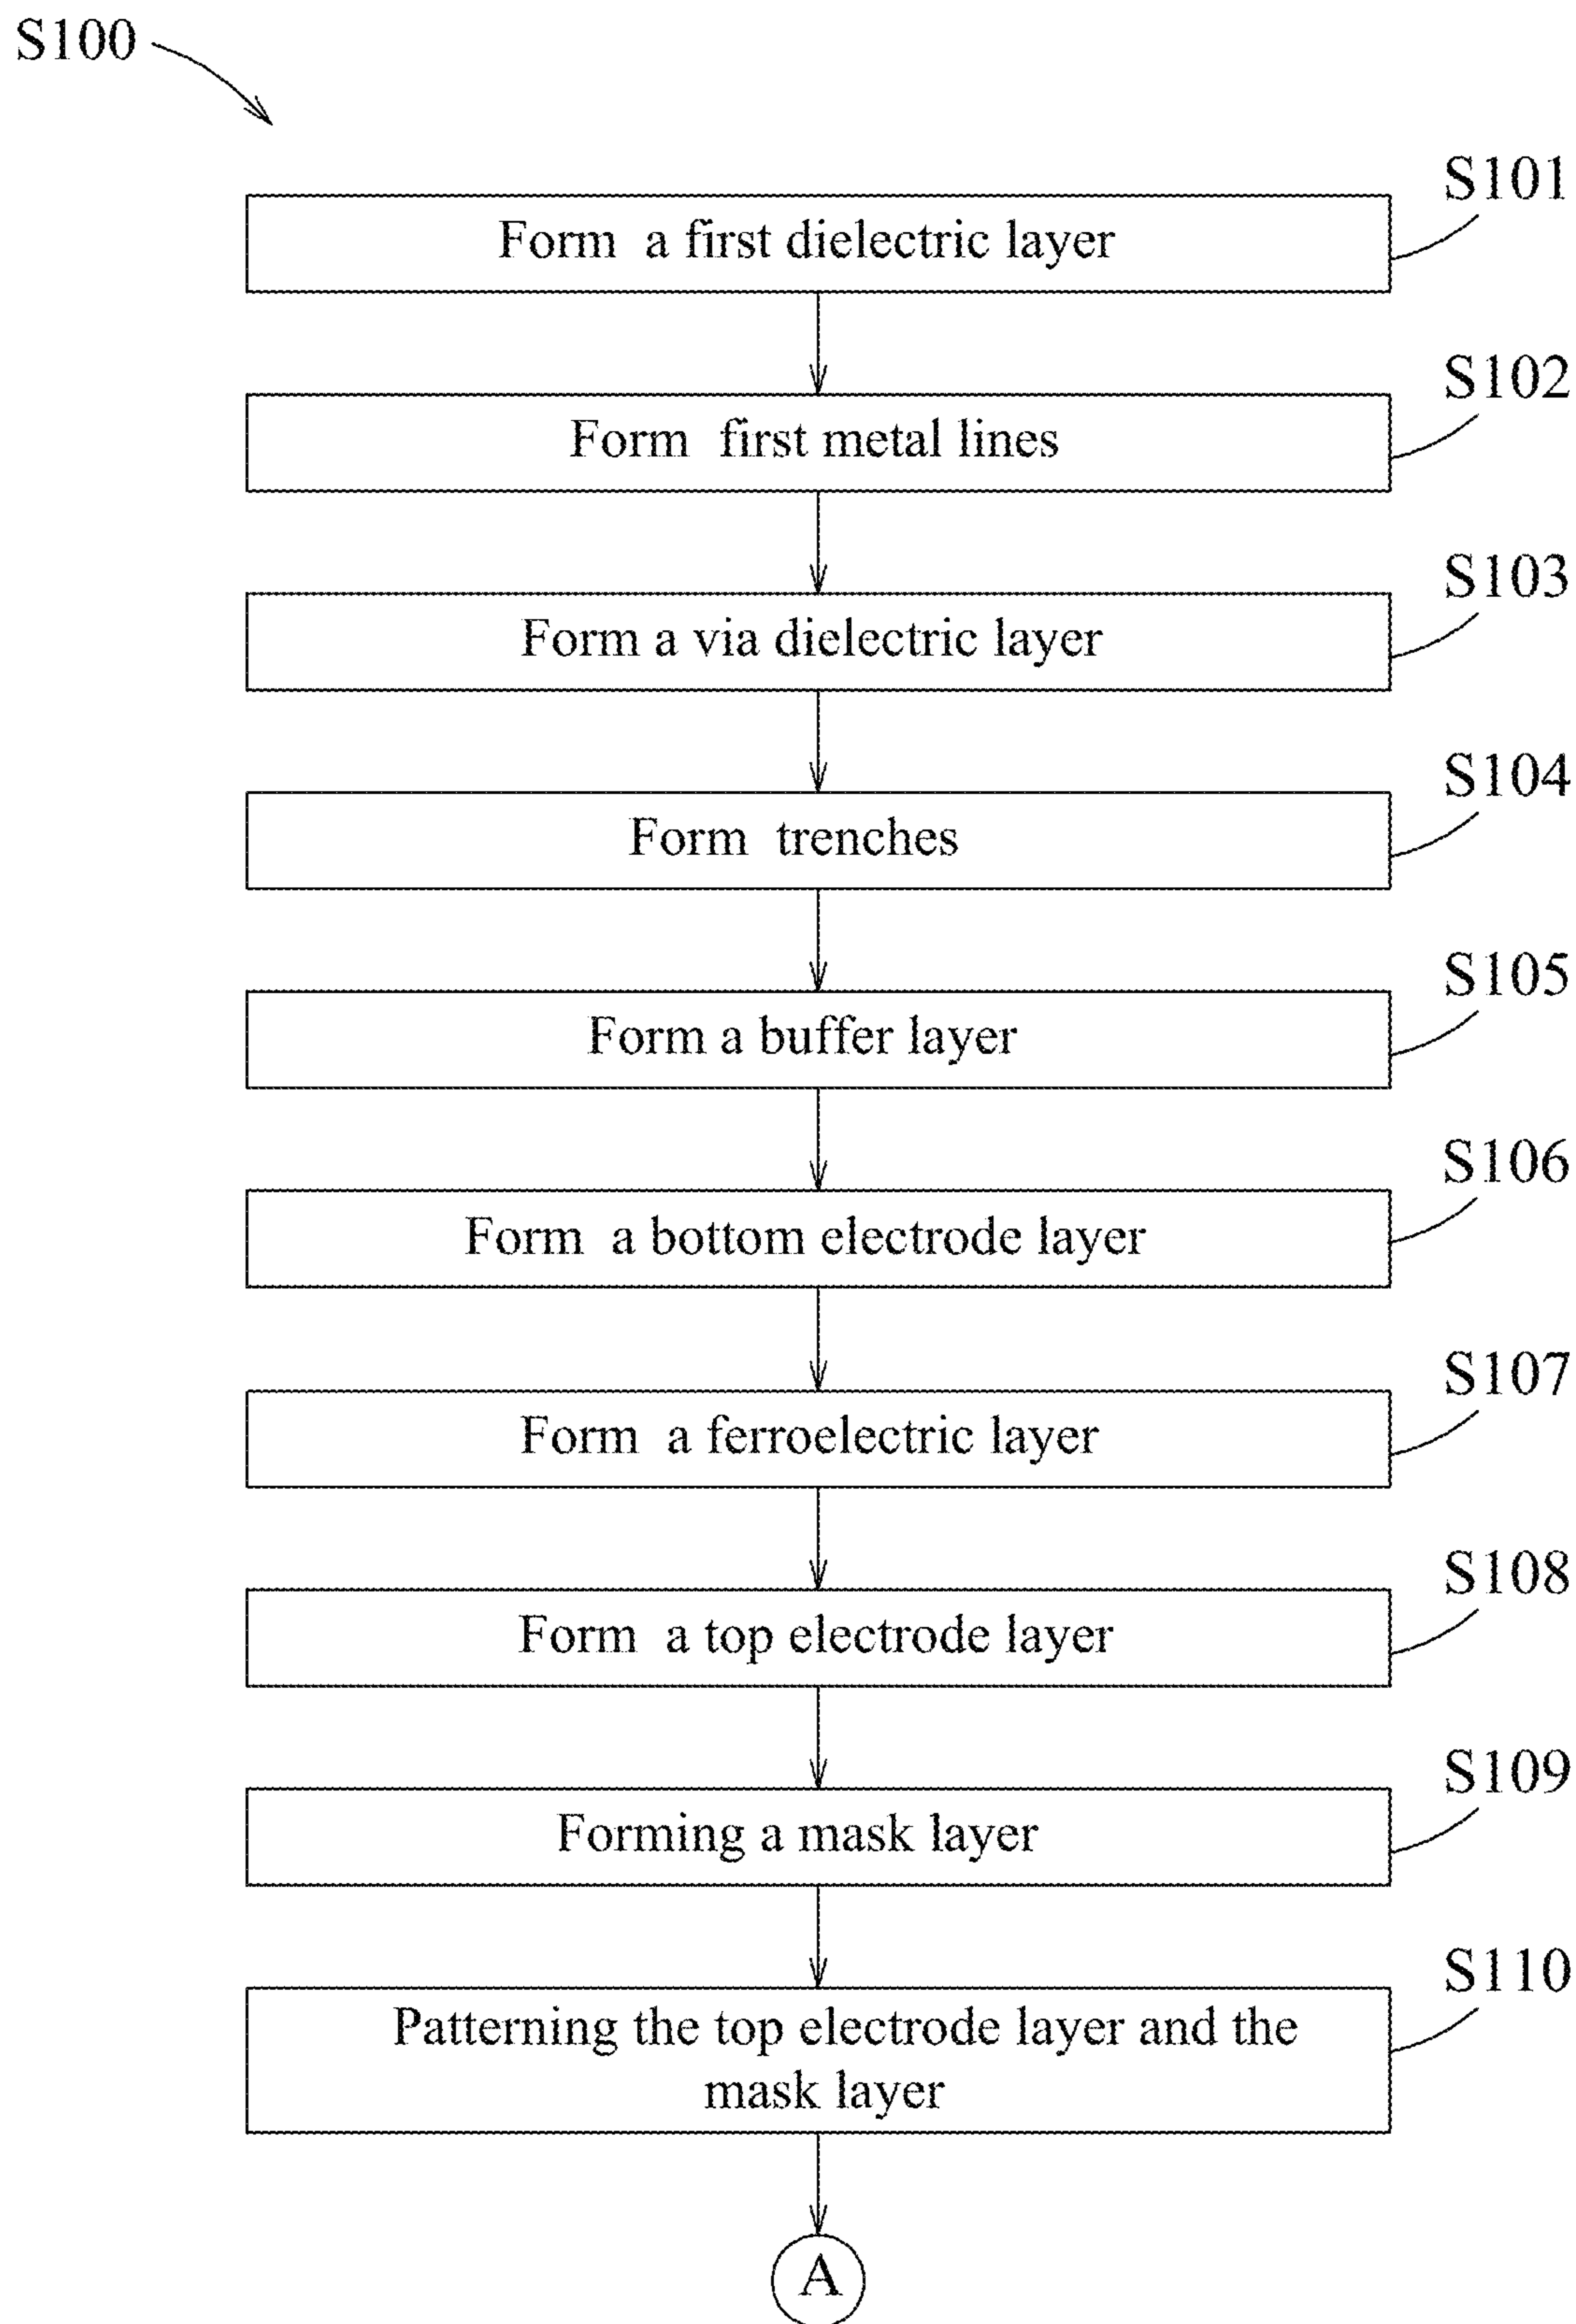 S100
S101
Form a first dielectric layer
S102
Form first metal lines
S103
Form a via dielectric layer
S104
Form trenches
S105
Form a buffer layer
S106
Form a bottom electrode layer
S107
Form a ferroelectric layer
S108
Form a top electrode layer
S109
Forming a mask layer
S110
Patterning the top electrode layer and the
mask layer
A